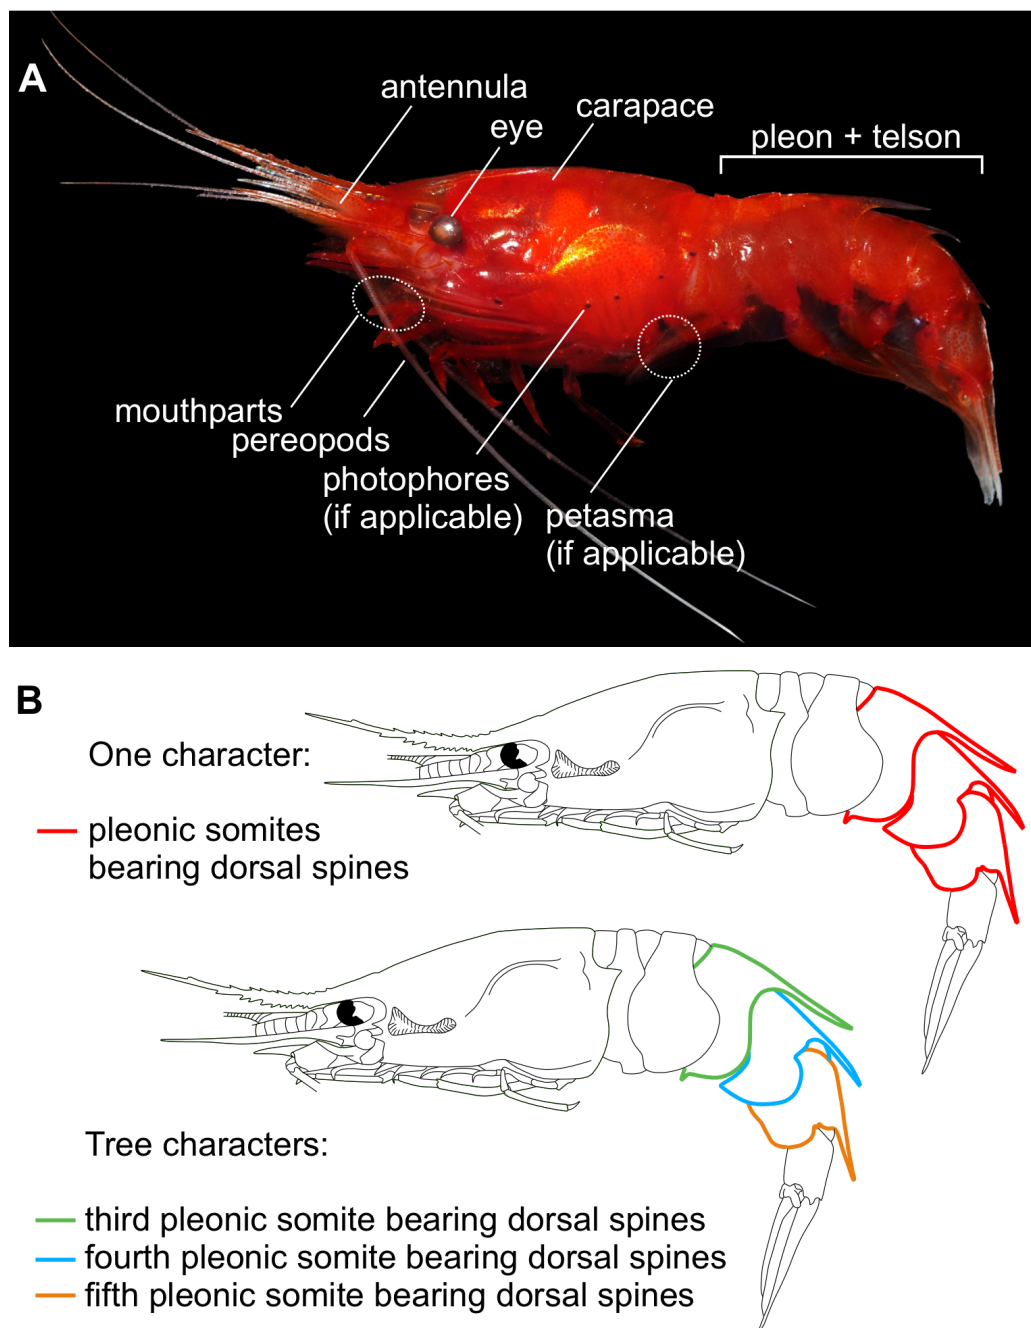 A
antennula
eye
carapace
pleon + telson
mouthparts
pereopods
photophores
(if applicable)
petasma
(if applicable)
B
One character:
pleonic somites
bearing dorsal spines
Tree characters:
third pleonic somite bearing dorsal spines
fourth pleonic somite bearing dorsal spines
fifth pleonic somite bearing dorsal spines